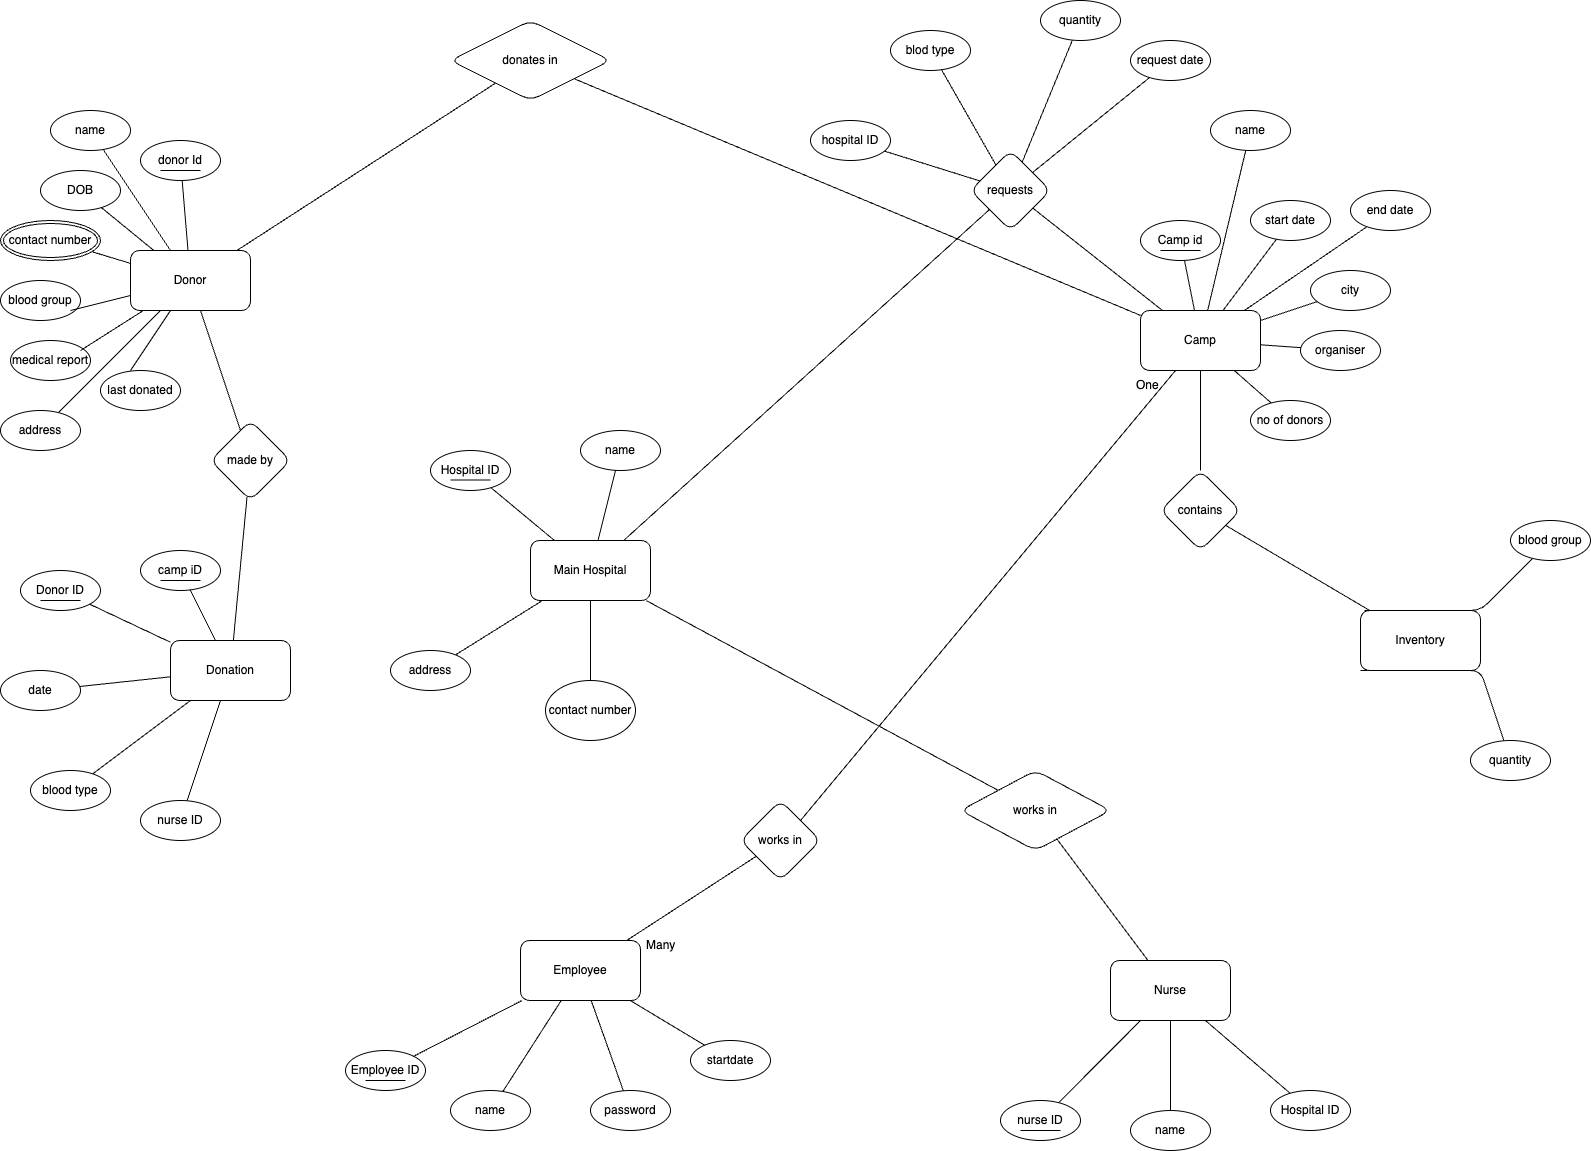 quantity
blod type
donates in
request date
name
name
hospital ID
donor Id
DOB
requests
end date
start date
contact number
Camp id
Donor
city
blood group
Camp
organiser
medical report
One
last donated
no of donors
address
name
made by
Hospital ID
contains
blood group
camp iD
Main Hospital
Donor ID
Inventory
Donation
address
date
contact number
quantity
blood type
works in
nurse ID
works in
Many
Employee
Nurse
startdate
Employee ID
name
password
Hospital ID
nurse ID
name